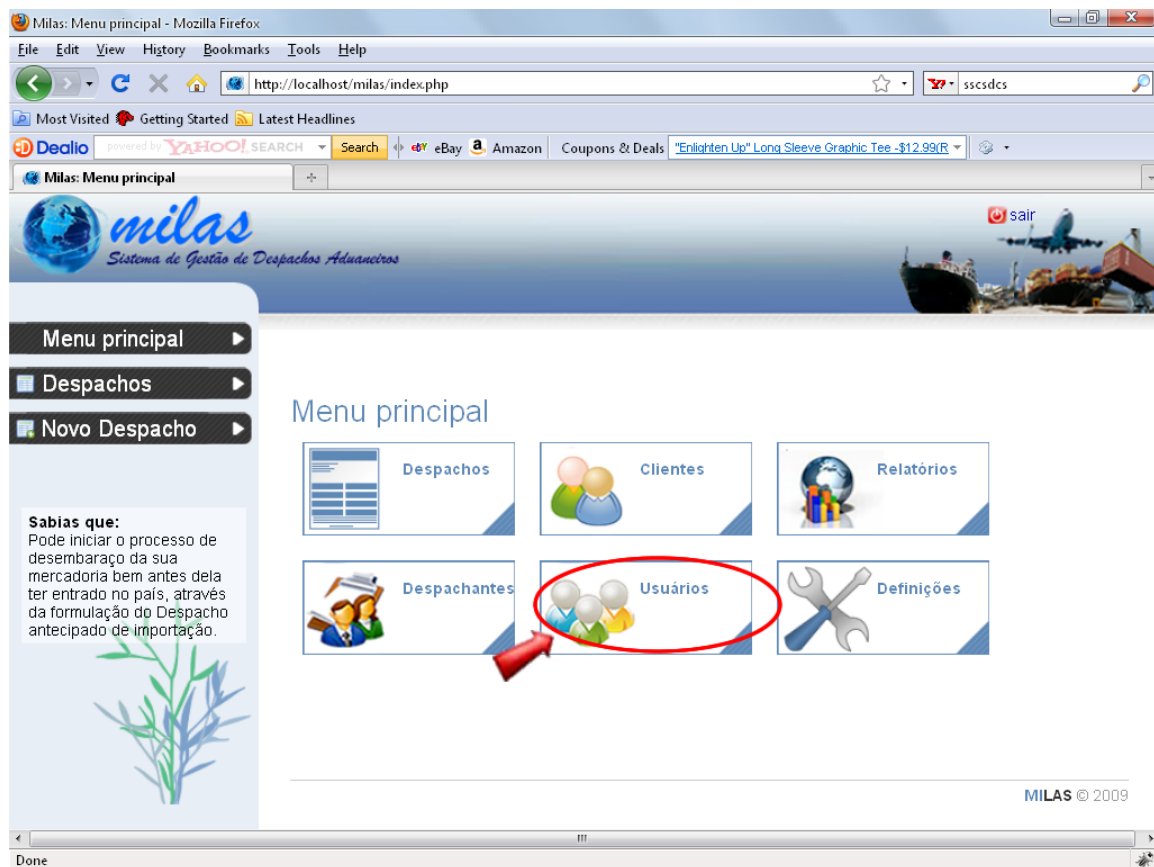 Milas: Menu principal - Mozilla Firefox
File Edit View History Bookmarks Tools Help
http://localhost/milas/index.php
sscsdcs
Most Visited Getting Started Latest Headlines
Dealio powered by YAHOO! SEARCH Search eBay Amazon Coupons & Deals "Enlighten Up" Long Sleeve Graphic Tee -$12.99(R
Milas: Menu principal
milas
sair
Sistema de Gestão de Despachos Aduaneiros
Menu principal
Despachos
Novo Despacho
Sabias que:
Pode iniciar o processo de
desembaraço da sua
mercadoria bem antes dela
ter entrado no país, através
da formulação do Despacho
antecipado de importação.
Menu principal
Despachos Clientes Relatórios
Despachantes Usuários Definições
MILAS © 2009
Done